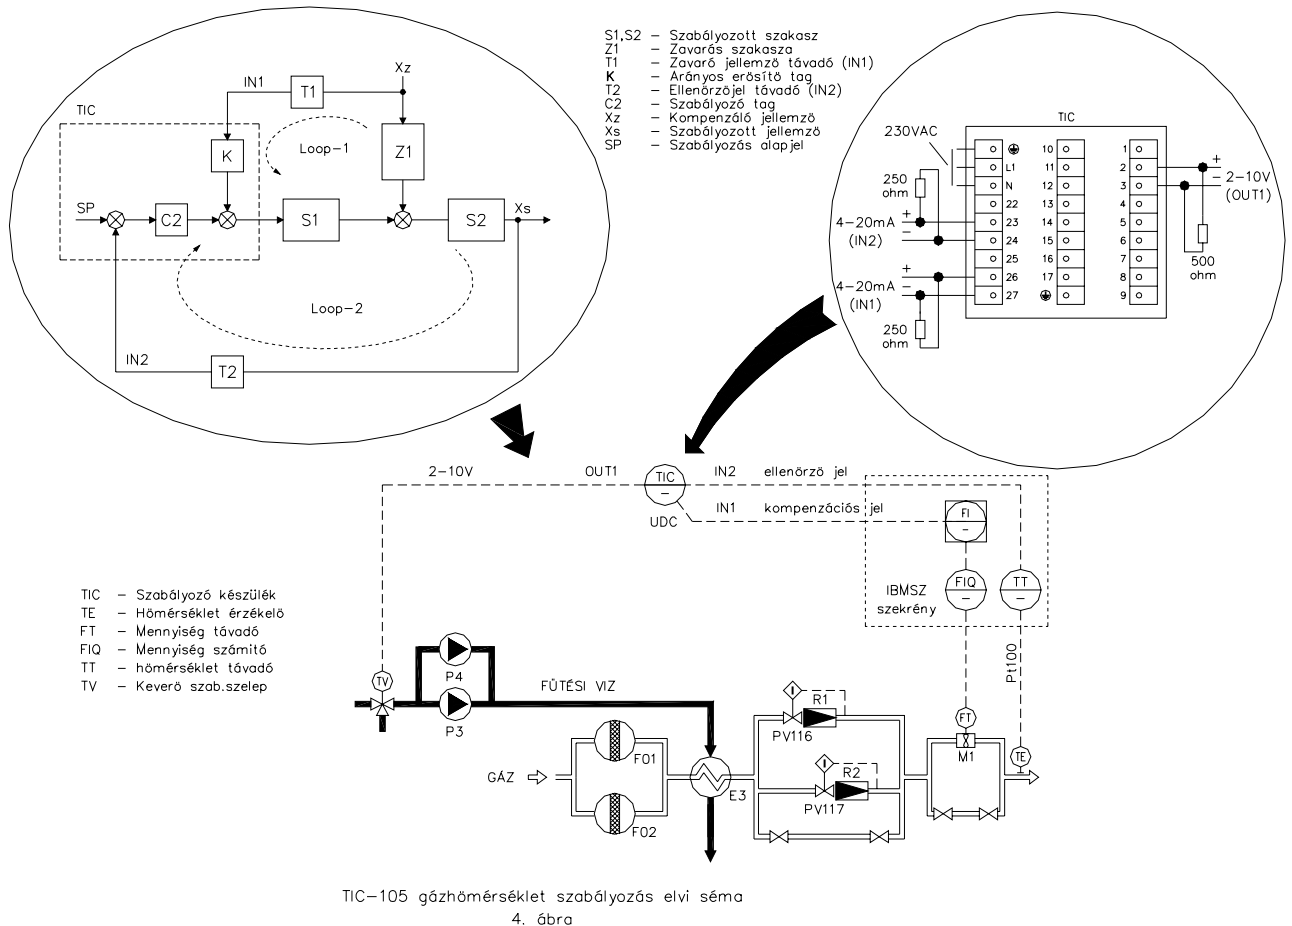 S1,S2 – Szabályozott szakasz
Z1 – Zavarás szakasza
T1 – Zavaró jellemző távadó (IN1)
K – Arányos erősítő tag
T2 – Ellenőrzőjel távadó (IN2)
C2 – Szabályozó tag
Xz – Kompenzáló jellemző
Xs – Szabályozott jellemző
SP – Szabályozás alapjel
Xz
IN1
T1
TIC
K
Loop–1
Z1
SP
C2
S1
S2
Xs
Loop–2
IN2
T2
TIC
230VAC
10
1
L1
11
2
+
N
12
3
–
2–10V
(OUT1)
250
ohm
22
13
4
4–20mA
+
23
14
5
(IN2)
–
24
15
6
25
16
7
500
ohm
+
26
17
8
4–20mA
–
27
9
(IN1)
250
ohm
2–10V
OUT1
TIC
–
UDC
IN2 ellenőrző jel
IN1 kompenzációs jel
FI
–
FIQ
–
TT
–
IBMSZ
szekrény
TIC – Szabályozó készülék
TE – Hőmérséklet érzékelő
FT – Mennyiség távadó
FIQ – Mennyiség számító
TT – hőmérséklet távadó
TV – Keverő szab.szelep
Pt100
TV
P4
P3
FŰTÉSI VIZ
I
R1
PV116
FT
M1
TE
F01
GÁZ
E3
I
R2
PV117
F02
TIC–105 gázhőmérséklet szabályozás elvi séma
4. ábra